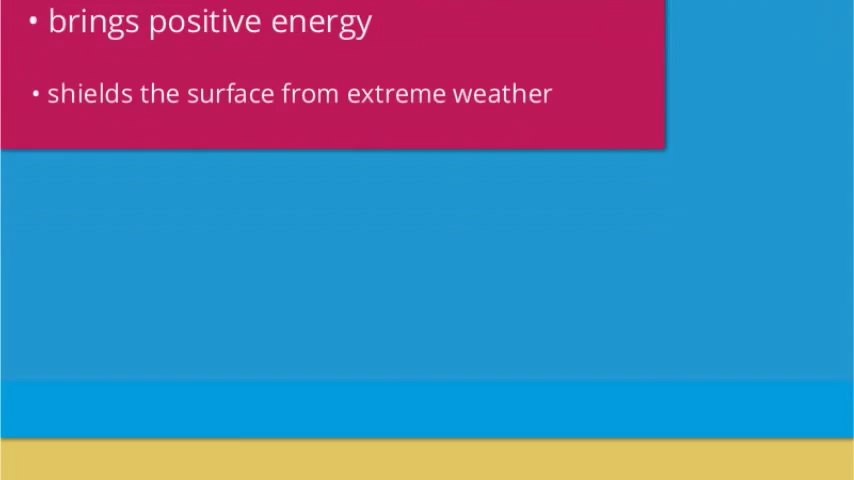 • brings positive energy
• shields the surface from extreme weather